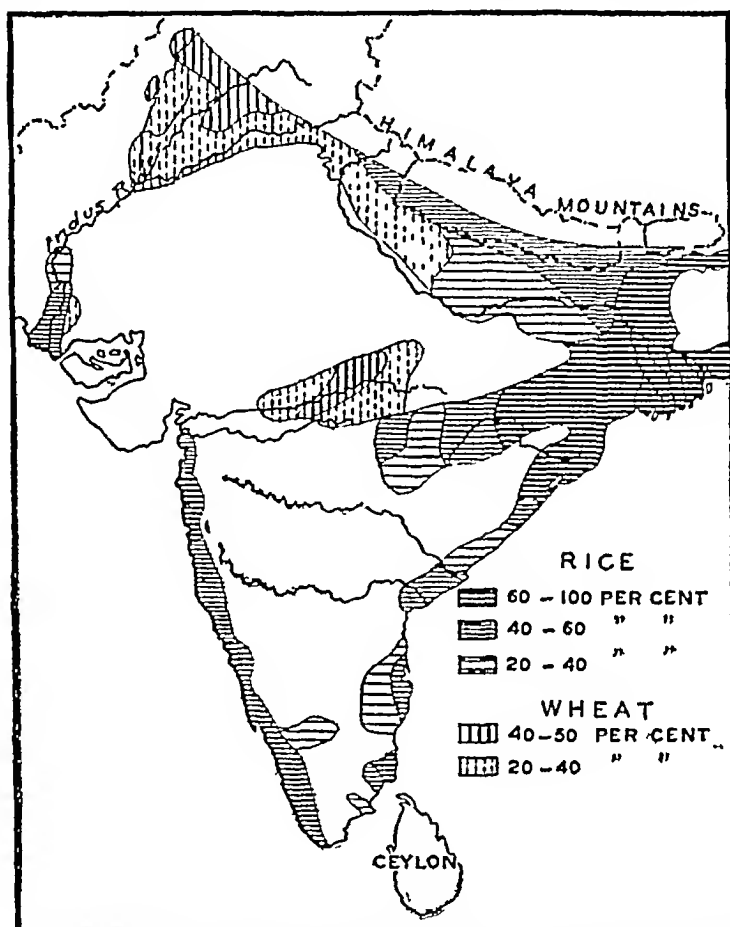 HIMALAYA
MOUNTAINS
Indus R.
RICE
60 – 100 PER CENT
40 – 60 " "
20 – 40 " "
WHEAT
40–50 PER CENT
20 – 40 " "
CEYLON